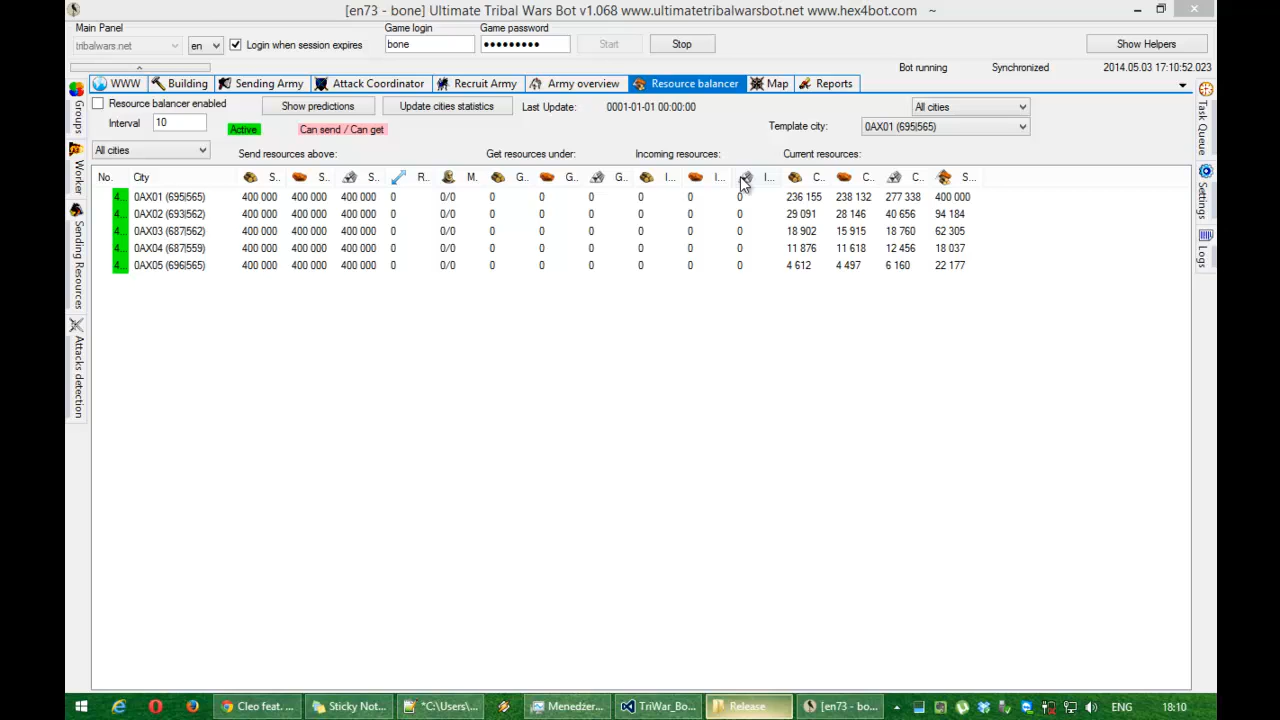 [en73 - bone] Ultimate Tribal Wars Bot v1.068 www.ultimatetribalwarsbot.net www.hex4bot.com ~
Main Panel
Game login
Game password
tribalwars.net
en
Login when session expires
bone
●●●●●●●●●
Start
Stop
Show Helpers
Bot running
Synchronized
2014.05.03 17:10:52.023
WWW
Building
Sending Army
Attack Coordinator
Recruit Army
Army overview
Resource balancer
Map
Reports
Resource balancer enabled
Show predictions
Update cities statistics
Last Update:
0001-01-01 00:00:00
All cities
Interval
10
Active
Can send / Can get
Template city:
0AX01 (695|565)
All cities
Send resources above:
Get resources under:
Incoming resources:
Current resources:
No. City S.. S.. S.. R.. M. G.. G.. G.. I... I... I... C.. C.. C.. S...
4... 0AX01 (695|565) 400 000 400 000 400 000 0 0/0 0 0 0 0 0 0 236 155 238 132 277 338 400 000
4... 0AX02 (693|562) 400 000 400 000 400 000 0 0/0 0 0 0 0 0 0 29 091 28 146 40 656 94 184
4... 0AX03 (687|562) 400 000 400 000 400 000 0 0/0 0 0 0 0 0 0 18 902 15 915 18 760 62 305
4... 0AX04 (687|559) 400 000 400 000 400 000 0 0/0 0 0 0 0 0 0 11 876 11 618 12 456 18 037
4... 0AX05 (696|565) 400 000 400 000 400 000 0 0/0 0 0 0 0 0 0 4 612 4 497 6 160 22 177
Groups
Worker
Sending Resources
Attacks detection
Task Queue
Settings
Logs
Cleo feat. ...
Sticky Not...
*C:\Users\...
Menedżer...
TriWar_Bo...
Release
[en73 - bo...
ENG
18:10